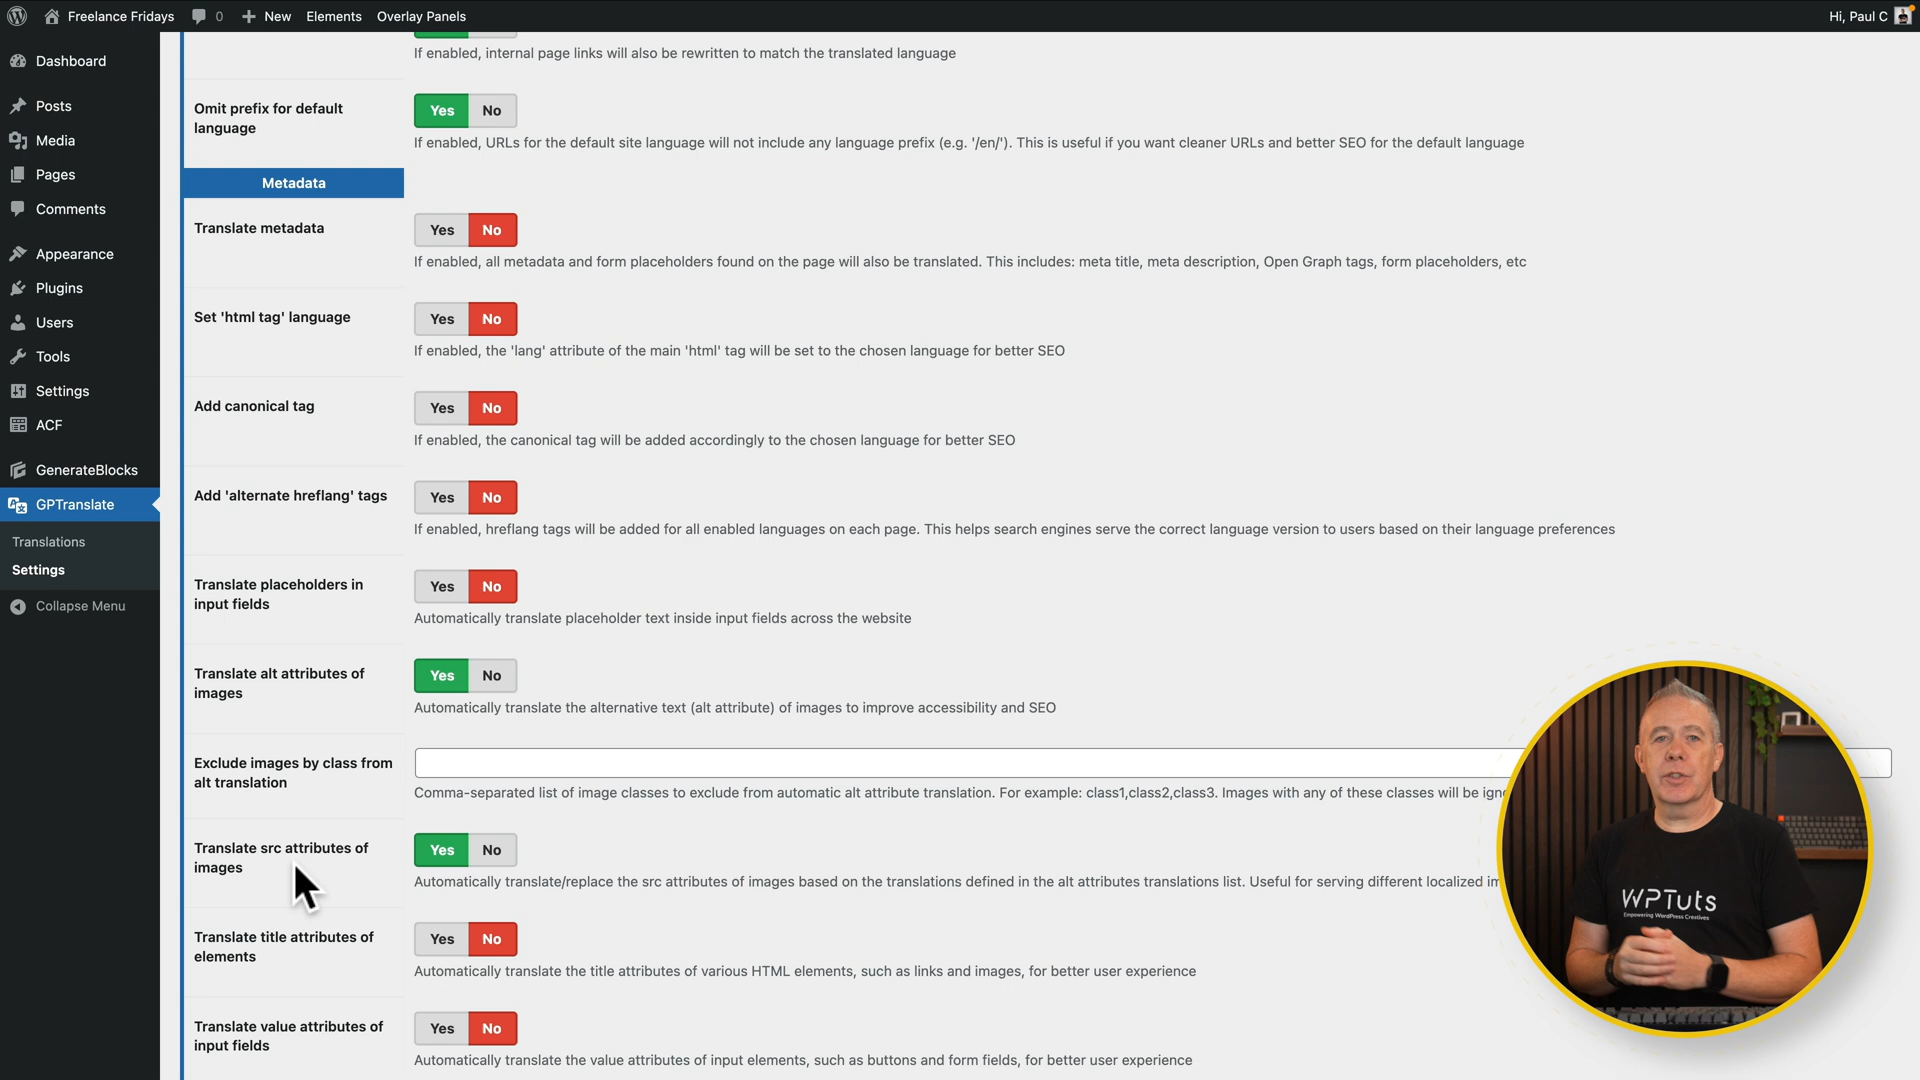 Freelance Fridays
0
New
Elements
Overlay Panels
Hi, Paul C
Dashboard
Posts
Media
Pages
Comments
Appearance
Plugins
Users
Tools
Settings
ACF
GenerateBlocks
GPTranslate
Translations
Settings
Collapse Menu
If enabled, internal page links will also be rewritten to match the translated language
Omit prefix for default
language
Yes No
If enabled, URLs for the default site language will not include any language prefix (e.g. '/en/'). This is useful if you want cleaner URLs and better SEO for the default language
Metadata
Translate metadata
Yes No
If enabled, all metadata and form placeholders found on the page will also be translated. This includes: meta title, meta description, Open Graph tags, form placeholders, etc
Set 'html tag' language
Yes No
If enabled, the 'lang' attribute of the main 'html' tag will be set to the chosen language for better SEO
Add canonical tag
Yes No
If enabled, the canonical tag will be added accordingly to the chosen language for better SEO
Add 'alternate hreflang' tags
Yes No
If enabled, hreflang tags will be added for all enabled languages on each page. This helps search engines serve the correct language version to users based on their language preferences
Translate placeholders in
input fields
Yes No
Automatically translate placeholder text inside input fields across the website
Translate alt attributes of
images
Yes No
Automatically translate the alternative text (alt attribute) of images to improve accessibility and SEO
Exclude images by class from
alt translation
Comma-separated list of image classes to exclude from automatic alt attribute translation. For example: class1,class2,class3. Images with any of these classes will be
Translate src attributes of
images
Yes No
Automatically translate/replace the src attributes of images based on the translations defined in the alt attributes translations list. Useful for serving different localized
Translate title attributes of
elements
Yes No
Automatically translate the title attributes of various HTML elements, such as links and images, for better user experience
Translate value attributes of
input fields
Yes No
Automatically translate the value attributes of input elements, such as buttons and form fields, for better user experience
WPTuts
Empowering WordPress Creatives